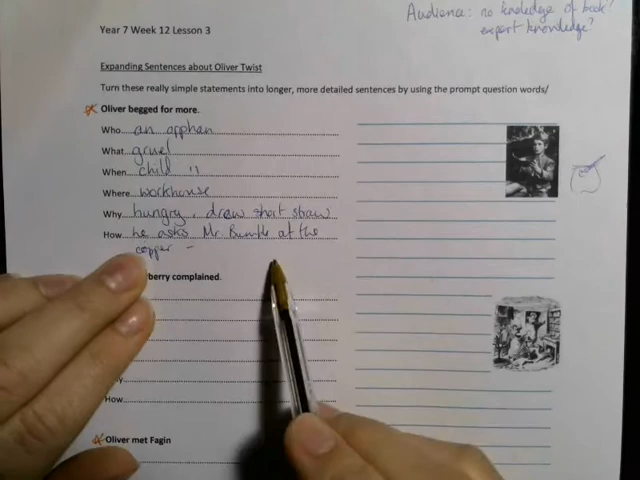 Audience: no knowledge of book?
expert knowledge?
Year 7 Week 12 Lesson 3
Expanding Sentences about Oliver Twist
Turn these really simple statements into longer, more detailed sentences by using the prompt question words/
Oliver begged for more.
Who an orphan
What gruel
When child 11
Where workhouse
Why hungry, drew short straw
How he asks Mr Bumble at the
copper -
berry complained.
How
Oliver met Fagin